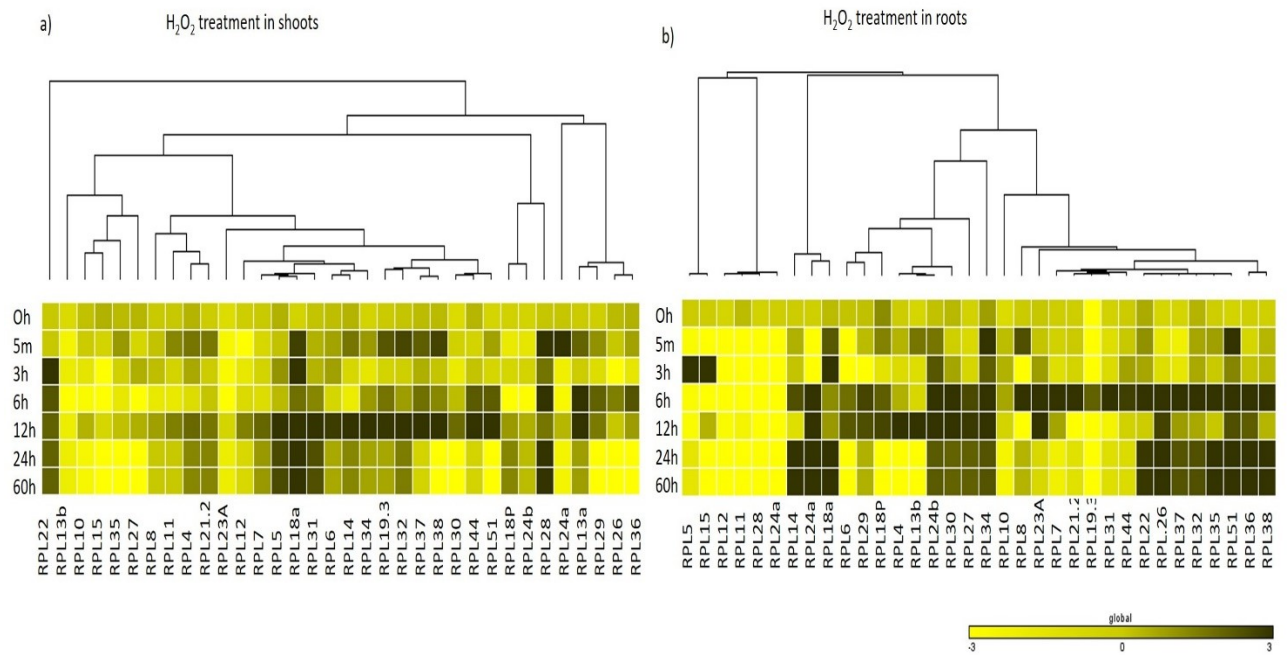 a)
H₂O₂ treatment in shoots
0h
5m
3h
6h
12h
24h
60h
RPL22
RPL13b
RPL10
RPL15
RPL35
RPL27
RPL8
RPL11
RPL4
RPL21.2
RPL23A
RPL12
RPL7
RPL5
RPL18a
RPL31
RPL6
RPL14
RPL34
RPL19.3
RPL32
RPL37
RPL38
RPL30
RPL44
RPL51
RPL18P
RPL24b
RPL28
RPL24a
RPL13a
RPL29
RPL26
RPL36
b)
H₂O₂ treatment in roots
0h
5m
3h
6h
12h
24h
60h
RPL5
RPL15
RPL12
RPL11
RPL28
RPL24a
RPL14
RPL24a
RPL18a
RPL6
RPL29
RPL18P
RPL4
RPL13b
RPL24b
RPL30
RPL27
RPL34
RPL10
RPL8
RPL23A
RPL7
RPL21.2
RPL19.3
RPL31
RPL44
RPL22
RPL.26
RPL37
RPL32
RPL35
RPL51
RPL36
RPL38
global
-3
0
3